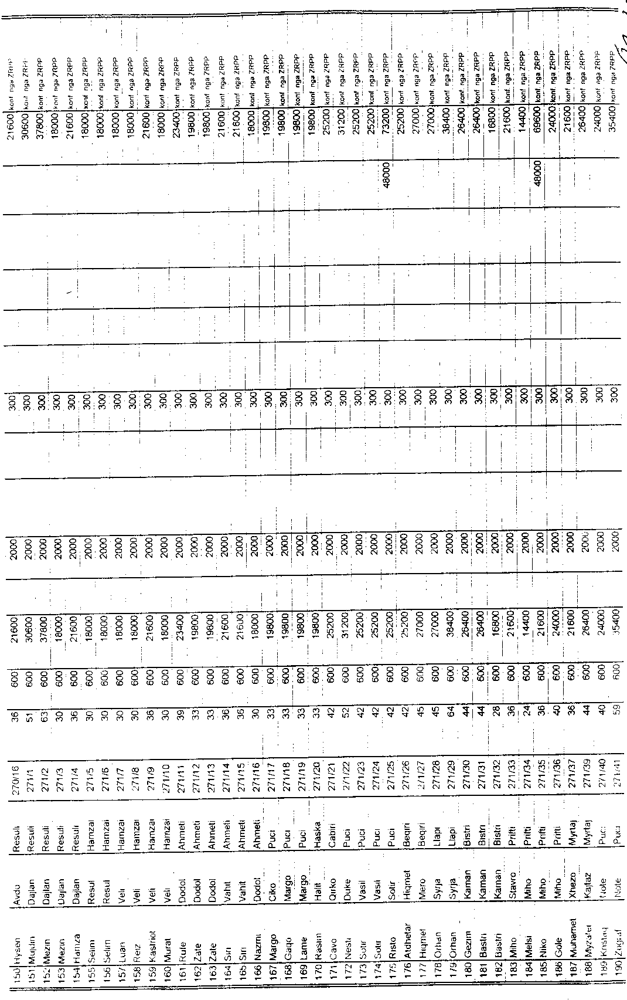 150 Hysen Avdo Resuli 270/16 36 600 21600 2000 300 21600 konf nga ZRPP
151 Mujdin Dajlan Resuli 271/1 51 600 30600 2000 300 30600 konf nga ZRPP
152 Mezin Dajlan Resuli 271/2 63 600 37800 2000 300 37800 konf nga ZRPP
153 Mezin Dajlan Resuli 271/3 30 600 18000 2000 300 18000 konf nga ZRPP
154 Hamza Dajlan Resuli 271/4 36 600 21600 2000 300 21600 konf nga ZRPP
155 Selim Resul Hamzai 271/5 30 600 18000 2000 300 18000 konf nga ZRPP
156 Selim Resul Hamzai 271/6 30 600 18000 2000 300 18000 konf nga ZRPP
157 Luan Veli Hamzai 271/7 30 600 18000 2000 300 18000 konf nga ZRPP
158 Refiz Veli Hamzai 271/8 30 600 18000 2000 300 18000 konf nga ZRPP
159 Kastriot Veli Hamzai 271/9 36 600 21600 2000 300 21600 konf nga ZRPP
160 Murat Veli Hamzai 271/10 30 600 18000 2000 300 18000 konf nga ZRPP
161 Rufe Dodol Ahmeti 271/11 39 600 23400 2000 300 23400 konf nga ZRPP
162 Zate Dodol Ahmeti 271/12 33 600 19800 2000 300 19800 konf nga ZRPP
163 Zate Dodol Ahmeti 271/13 33 600 19800 2000 300 19800 konf nga ZRPP
164 Siri Vahit Ahmeti 271/14 36 600 21600 2000 300 21600 konf nga ZRPP
165 Siri Vahit Ahmeti 271/15 36 600 21600 2000 300 21600 konf nga ZRPP
166 Nazmi Dodol Ahmeti 271/16 30 600 18000 2000 300 18000 konf nga ZRPP
167 Margo Ciko Puci 271/17 33 600 19800 2000 300 19800 konf nga ZRPP
168 Gaqo Margo Puci 271/18 33 600 19800 2000 300 19800 konf nga ZRPP
169 Lame Margo Puci 271/19 33 600 19800 2000 300 19800 konf nga ZRPP
170 Rasim Halit Haska 271/20 33 600 19800 2000 300 19800 konf nga ZRPP
171 Cavo Qirko Cabiri 271/21 42 600 25200 2000 300 25200 konf nga ZRPP
172 Nesti Duke Puci 271/22 52 600 31200 2000 300 31200 konf nga ZRPP
173 Sotir Vasil Puci 271/23 42 600 25200 2000 300 25200 konf nga ZRPP
174 Sotir Vasil Puci 271/24 42 600 25200 2000 300 25200 konf nga ZRPP
175 Risto Sotir Puci 271/25 42 600 25200 2000 300 48000 73200 konf nga ZRPP
176 Atdhetar Hiqmet Beqiri 271/26 42 600 25200 2000 300 25200 konf nga ZRPP
177 Hiqmet Mero Beqiri 271/27 45 600 27000 2000 300 27000 konf nga ZRPP
178 Orhan Syrja Llapi 271/28 45 600 27000 2000 300 27000 konf nga ZRPP
179 Orhan Syrja Llapi 271/29 64 600 38400 2000 300 38400 konf nga ZRPP
180 Gezim Kaman Bistri 271/30 44 600 26400 2000 300 26400 konf nga ZRPP
181 Bastri Kaman Bistri 271/31 44 600 26400 2000 300 26400 konf nga ZRPP
182 Bastri Kaman Bistri 271/32 28 600 16800 2000 300 16800 konf nga ZRPP
183 Miho Stavro Prifti 271/33 36 600 21600 2000 300 21600 konf nga ZRPP
184 Melsi Miho Prifti 271/34 24 600 14400 2000 300 14400 konf nga ZRPP
185 Niko Miho Prifti 271/35 36 600 21600 2000 300 48000 69600 konf nga ZRPP
186 Gole Miho Prifti 271/36 40 600 24000 2000 300 24000 konf nga ZRPP
187 Muhamet Xhezo Myrtaj 271/37 36 600 21600 2000 300 21600 konf nga ZRPP
188 Myzafer Kajtaz Myrtaj 271/39 44 600 26400 2000 300 26400 konf nga ZRPP
189 Kristaq Note Puci 271/40 40 600 24000 2000 300 24000 konf nga ZRPP
190 Zograf Note Puci 271/41 59 600 35400 2000 300 35400 konf nga ZRPP